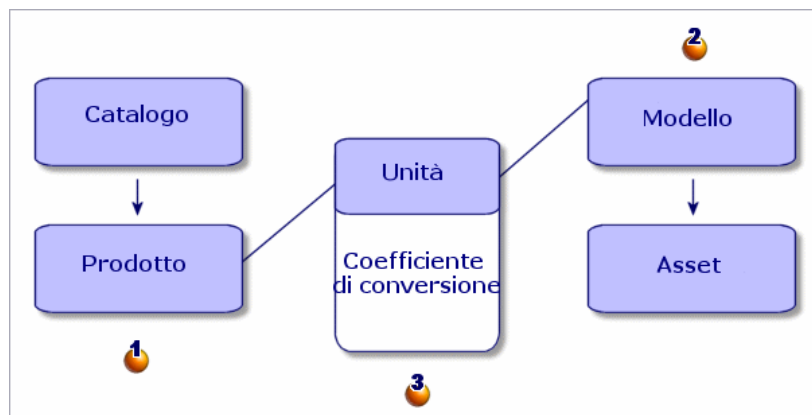 2
Catalogo
Modello
Unità
Prodotto
Coefficiente
di conversione
Asset
1
3